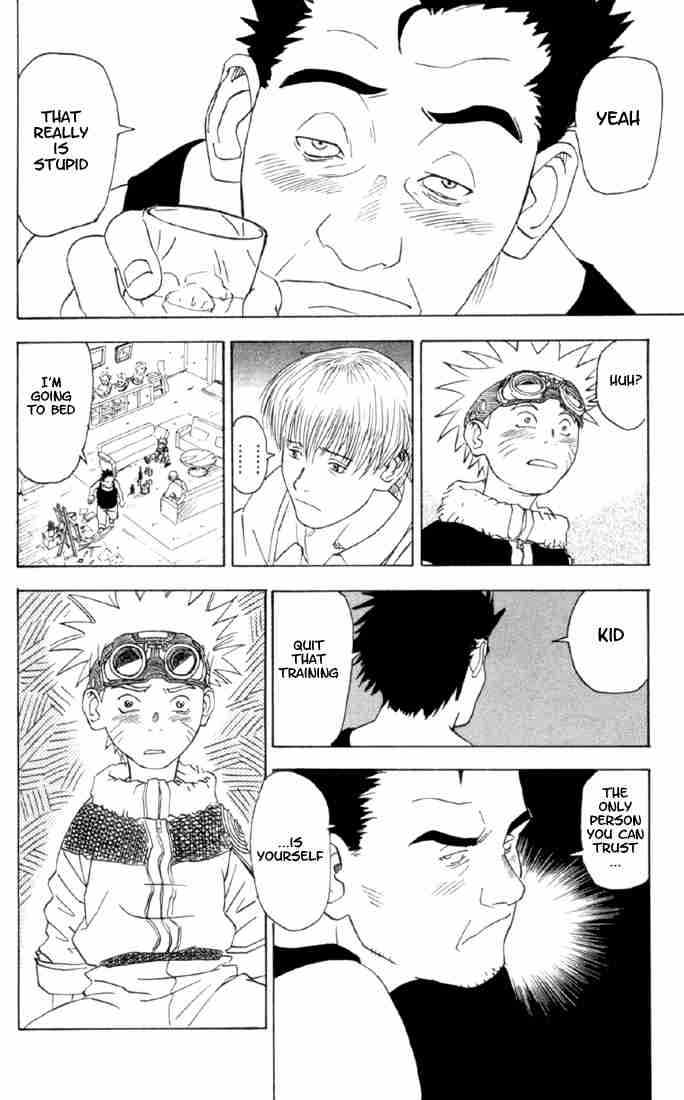 YEAH
THAT
REALLY
IS
STUPID
HUH?
I'M
GOING
TO BED
KID
QUIT
THAT
TRAINING
THE
ONLY
PERSON
YOU CAN
TRUST
...
...IS
YOURSELF